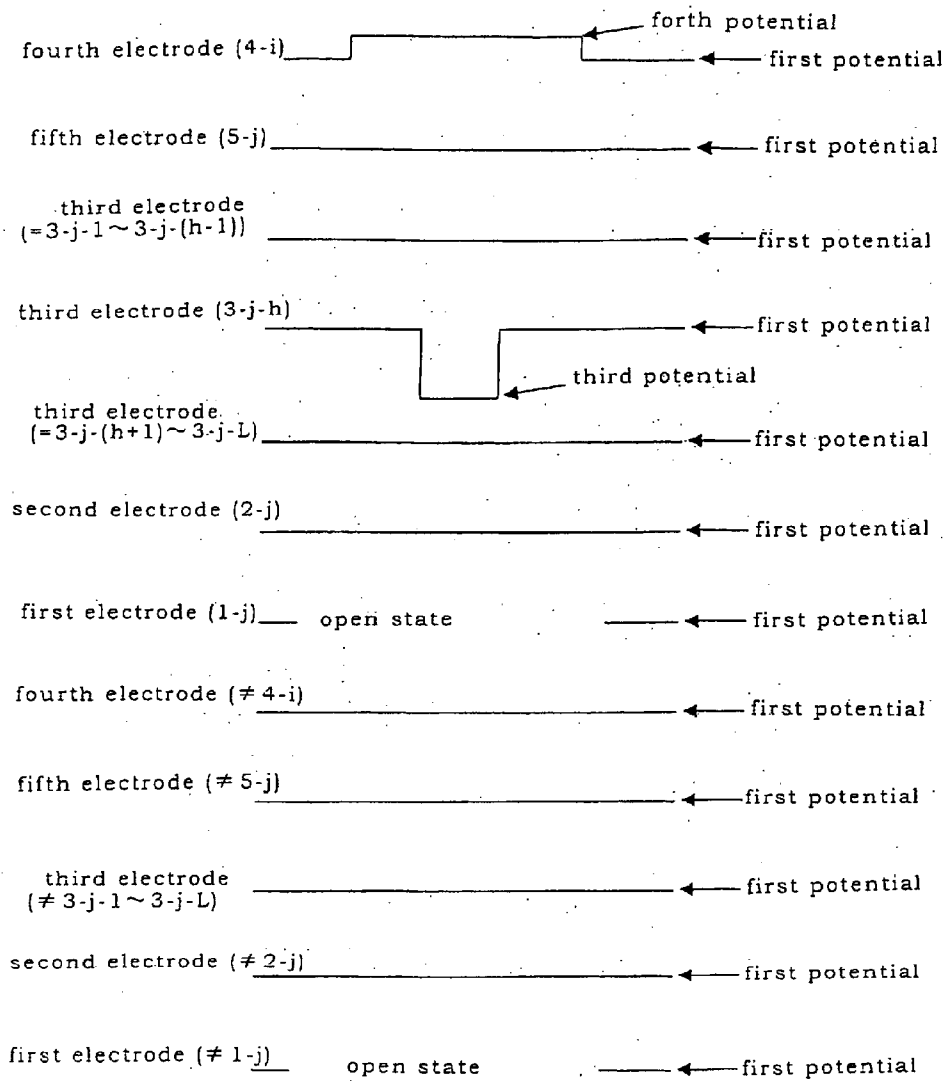 forth potential
fourth electrode (4-i)
first potential
fifth electrode (5-j)
first potential
third electrode
(=3-j-1~3-j-(h-1))
first potential
third electrode (3-j-h)
first potential
third potential
third electrode
(=3-j-(h+1)~3-j-L)
first potential
second electrode (2-j)
first potential
first electrode (1-j)
open state
first potential
fourth electrode (≠4-i)
first potential
fifth electrode (≠5-j)
first potential
third electrode
(≠3-j-1~3-j-L)
first potential
second electrode (≠2-j)
first potential
first electrode (≠1-j)
open state
first potential